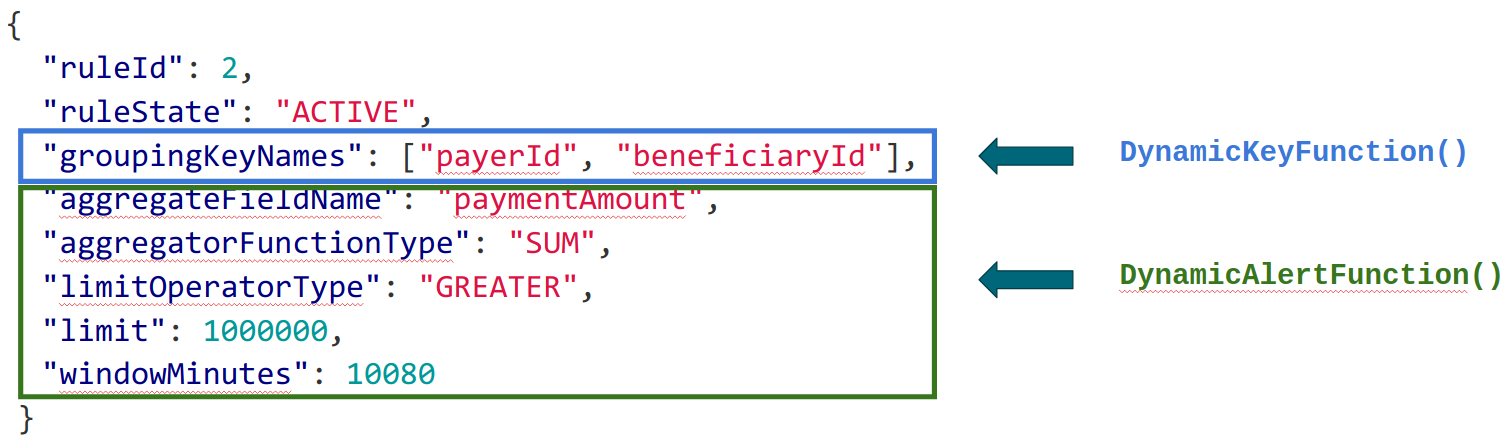 {
"ruleId": 2,
"ruleState": "ACTIVE",
"groupingKeyNames": ["payerId", "beneficiaryId"],
DynamicKeyFunction()
"aggregateFieldName": "paymentAmount",
"aggregatorFunctionType": "SUM",
"limitOperatorType": "GREATER",
DynamicAlertFunction()
"limit": 1000000,
"windowMinutes": 10080
}